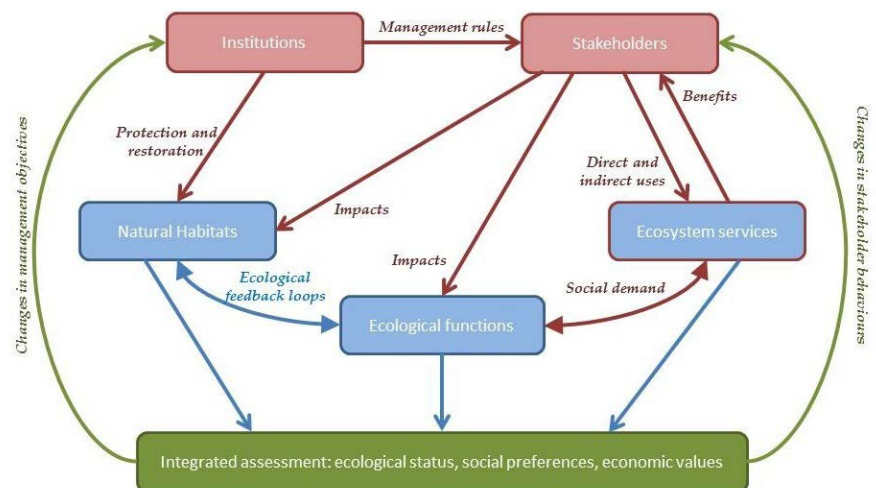 Management rules
Institutions
Stakeholders
Benefits
Protection and
restoration
Direct and
indirect uses
Changes in management objectives
Changes in stakeholder behaviours
Impacts
Natural Habitats
Ecosystem services
Impacts
Ecological
feedback loops
Social demand
Ecological functions
Integrated assessment: ecological status, social preferences, economic values